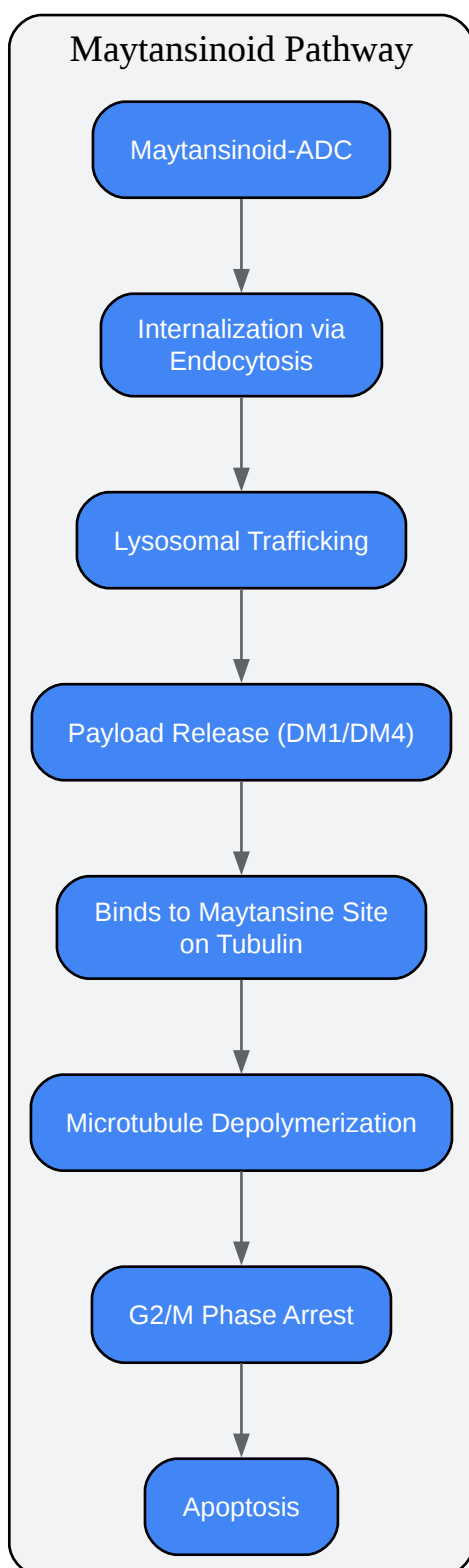 Maytansinoid Pathway
Maytansinoid-ADC
Internalization via
Endocytosis
Lysosomal Trafficking
Payload Release (DM1/DM4)
Binds to Maytansine Site
on Tubulin
Microtubule Depolymerization
G2/M Phase Arrest
Apoptosis